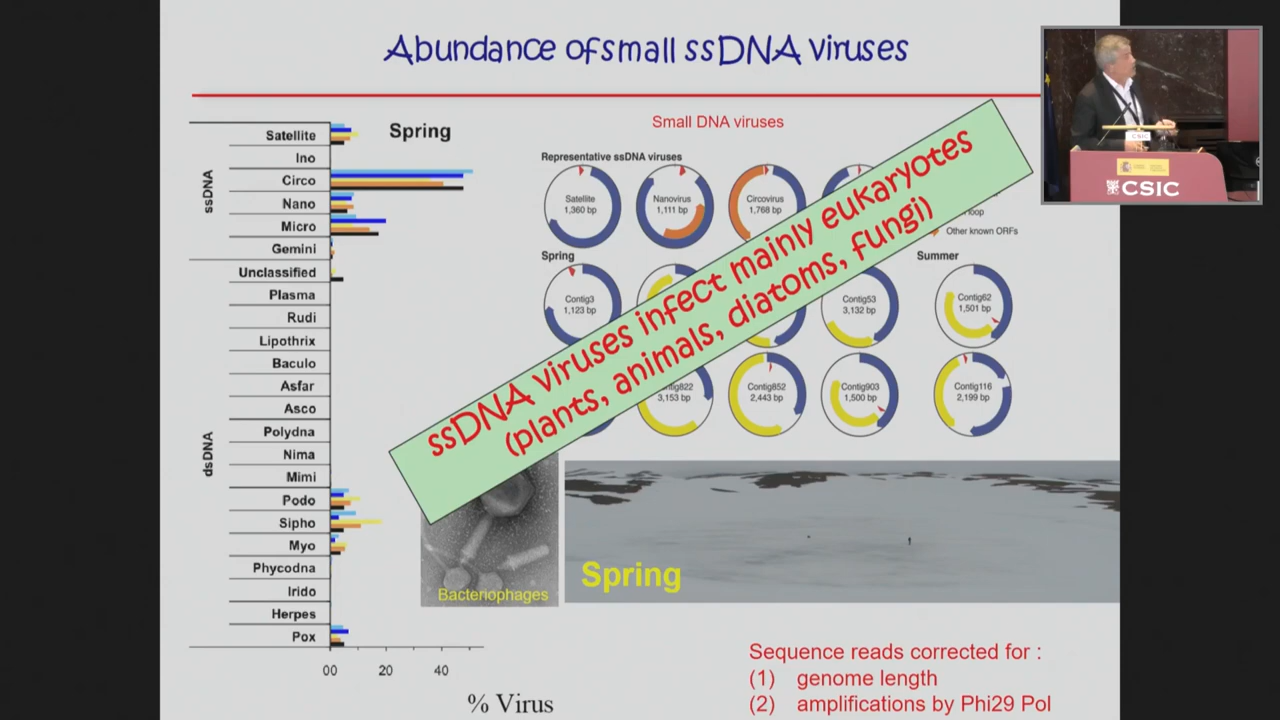 Abundance of small ssDNA viruses
Spring
ssDNA
Satellite
Ino
Circo
Nano
Micro
Gemini
Unclassified
Plasma
Rudi
Lipothrix
Baculo
Asfar
Asco
dsDNA
Polydna
Nima
Mimi
Podo
Sipho
Myo
Phycodna
Irido
Herpes
Pox
00 20 40
% Virus
Small DNA viruses
Representative ssDNA viruses
Satellite
1,360 bp
Nanovirus
1,111 bp
Circovirus
1,768 bp
loop
Other known ORFs
Spring
Summer
Contig3
1,123 bp
Contig53
3,132 bp
Contig62
1,501 bp
3,153 bp
Contig852
2,443 bp
Contig903
1,500 bp
Contig116
2,199 bp
ssDNA viruses infect mainly eukaryotes
(plants, animals, diatoms, fungi)
Bacteriophages
Spring
Sequence reads corrected for :
(1) genome length
(2) amplifications by Phi29 Pol
CSIC
CSIC